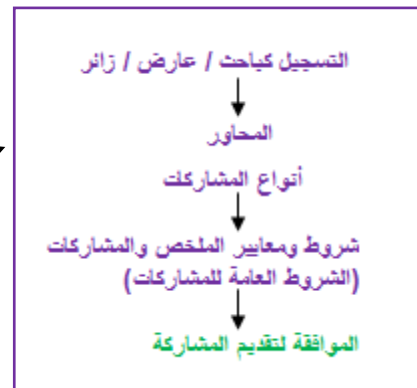 التسجيل كباحث / عارض / زائر
المحاور
أنواع المشاركات
شروط ومعايير الملخص والمشاركات
(الشروط العامة للمشاركات)
الموافقة لتقديم المشاركة